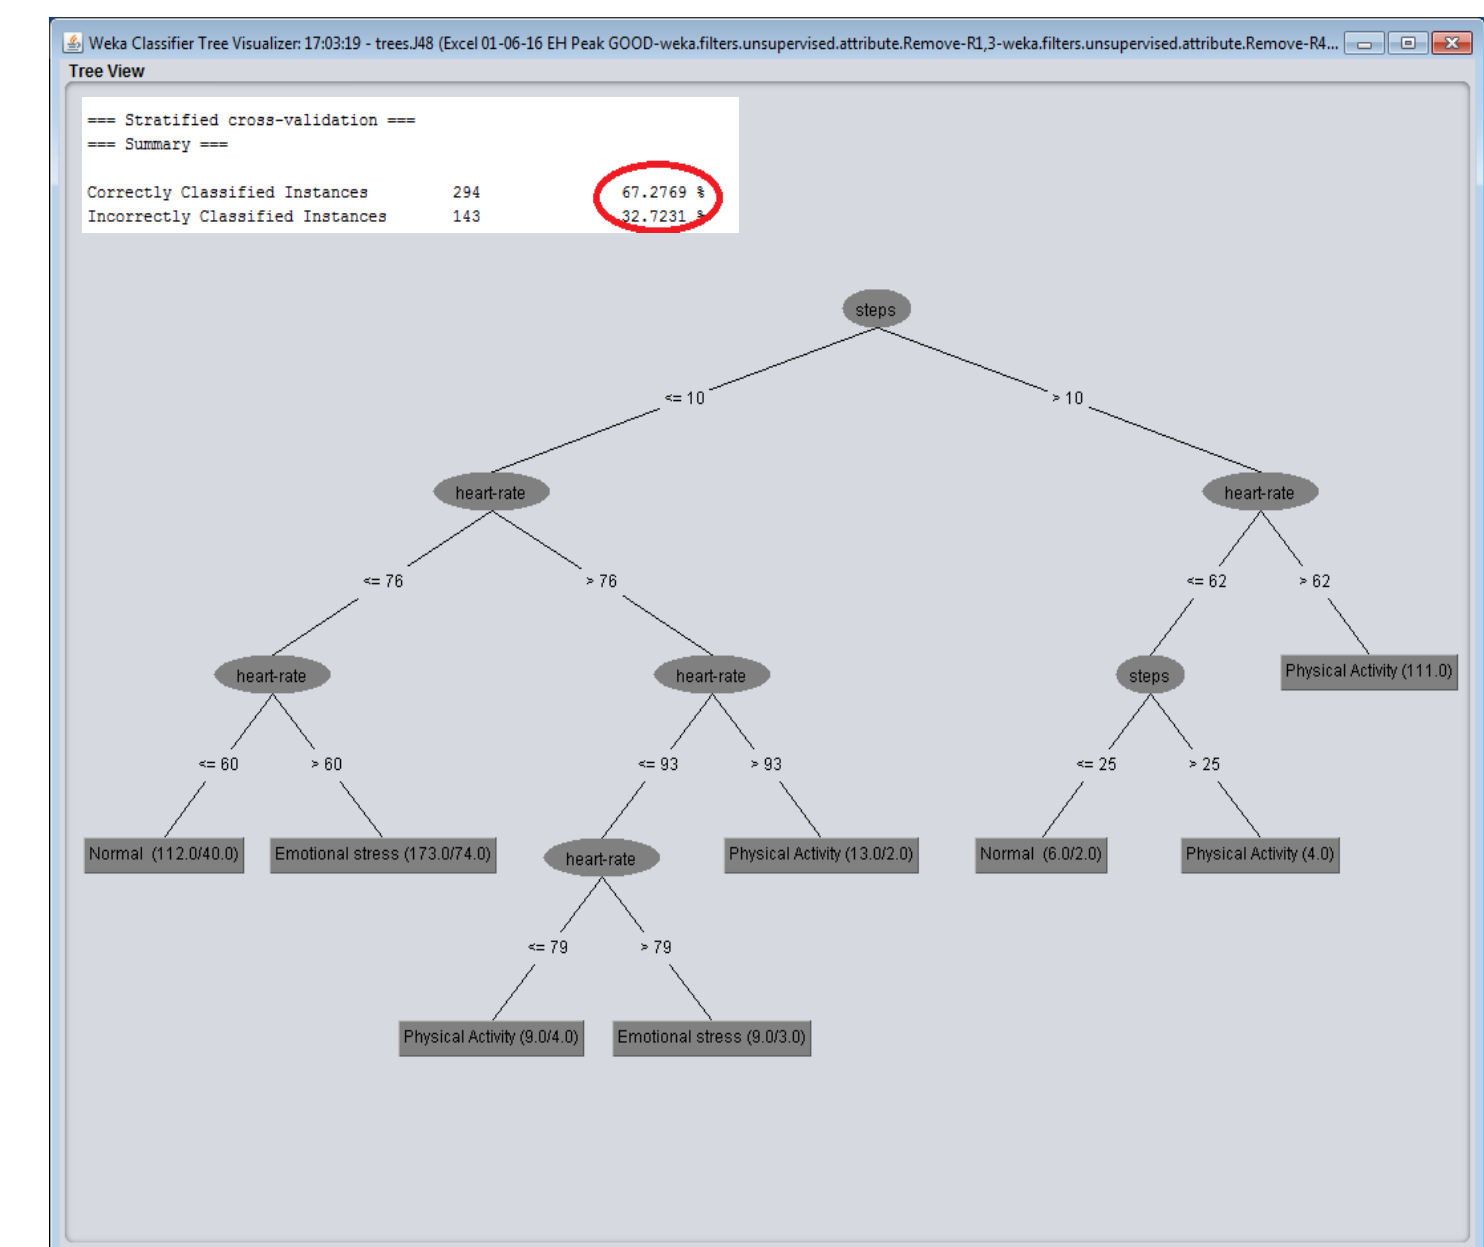 Weka Classifier Tree Visualizer: 17:03:19 - trees.J48 (Excel 01-06-16 EH Peak GOOD-weka.filters.unsupervised.attribute.Remove-R1,3-weka.filters.unsupervised.attribute.Remove-R4...
Tree View
=== Stratified cross-validation ===
=== Summary ===
Correctly Classified Instances 294 67.2769 %
Incorrectly Classified Instances 143 32.7231 %
steps
<= 10 > 10
heart-rate heart-rate
<= 76 > 76 <= 62 > 62
heart-rate heart-rate steps Physical Activity (111.0)
<= 60 > 60 <= 93 > 93 <= 25 > 25
Normal (112.0/40.0) Emotional stress (173.0/74.0) heart-rate Physical Activity (13.0/2.0) Normal (6.0/2.0) Physical Activity (4.0)
<= 79 > 79
Physical Activity (9.0/4.0) Emotional stress (9.0/3.0)